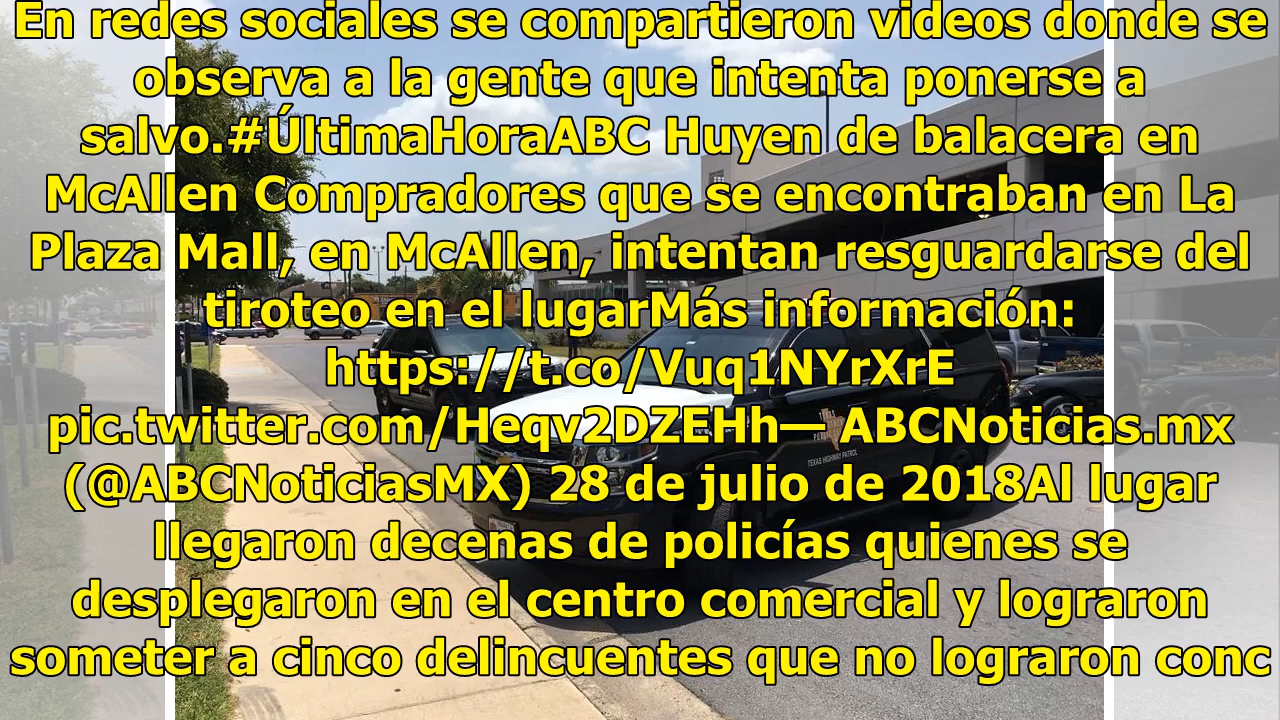 En redes sociales se compartieron videos donde se
observa a la gente que intenta ponerse a
salvo.#ÚltimaHoraABC Huyen de balacera en
McAllen Compradores que se encontraban en La
Plaza Mall, en McAllen, intentan resguardarse del
tiroteo en el lugarMás información:
https://t.co/Vuq1NYrXrE
pic.twitter.com/Heqv2DZEHh— ABCNoticias.mx
(@ABCNoticiasMX) 28 de julio de 2018Al lugar
llegaron decenas de policías quienes se
desplegaron en el centro comercial y lograron
someter a cinco delincuentes que no lograron conc
TEXAS HIGHWAY PATROL